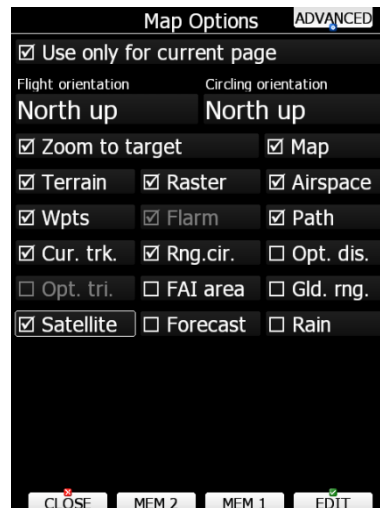 Map Options ADVANCED
Use only for current page
Flight orientation Circling orientation
North up North up
Zoom to target Map
Terrain Raster Airspace
Wpts Flarm Path
Cur. trk. Rng.cir. Opt. dis.
Opt. tri. FAI area Gld. rng.
Satellite Forecast Rain
CLOSE MEM 2 MEM 1 EDIT